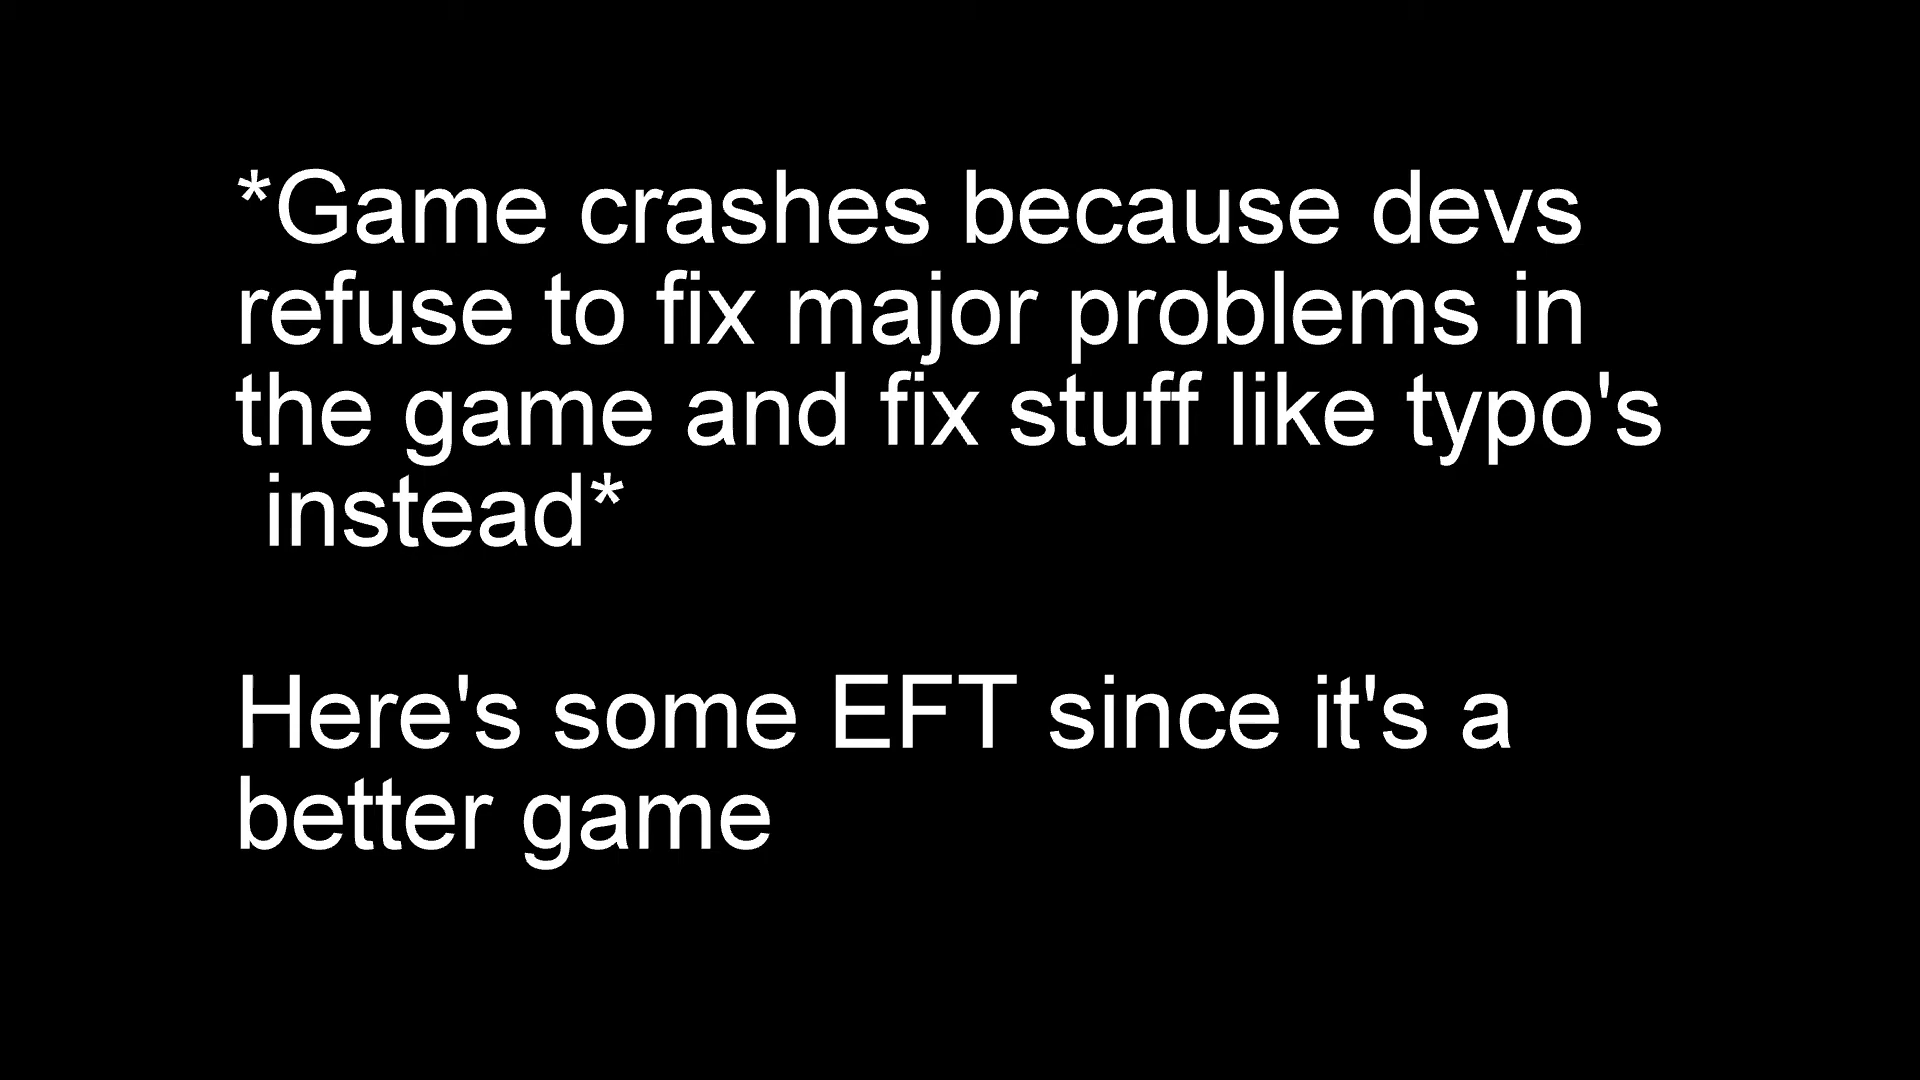 *Game crashes because devs
refuse to fix major problems in
the game and fix stuff like typo's
instead*
Here's some EFT since it's a
better game